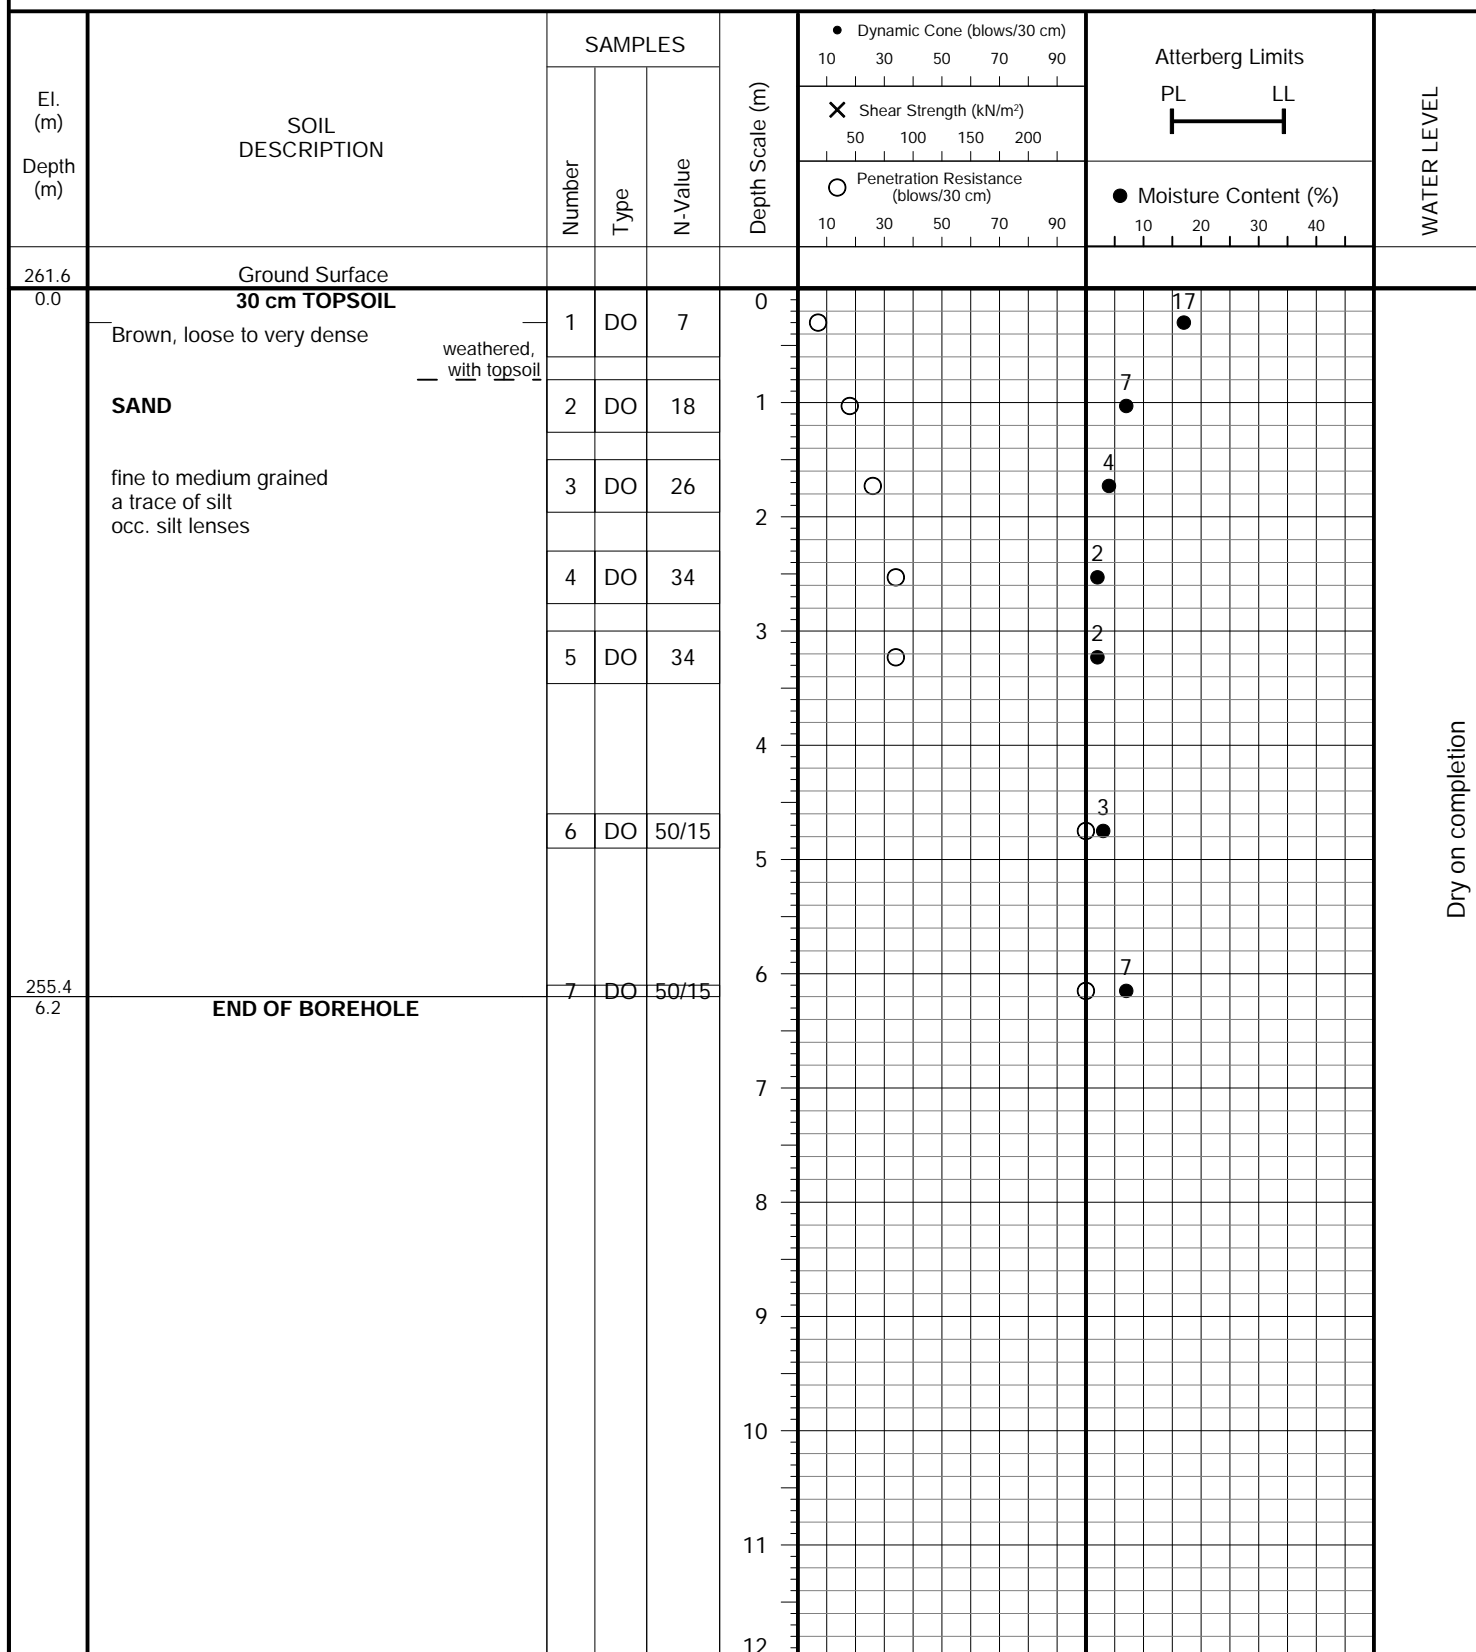 El.
(m)
Depth
(m)
SOIL
DESCRIPTION
SAMPLES
Number
Type
N-Value
Depth Scale (m)
Dynamic Cone (blows/30 cm)
10 30 50 70 90
Shear Strength (kN/m²)
50 100 150 200
Penetration Resistance
(blows/30 cm)
10 30 50 70 90
Atterberg Limits
PL LL
Moisture Content (%)
10 20 30 40
WATER LEVEL
261.6 Ground Surface
0.0 30 cm TOPSOIL 0 17
Brown, loose to very dense 1 DO 7
weathered,
with topsoil
7
SAND 2 DO 18 1
4
fine to medium grained 3 DO 26
a trace of silt
occ. silt lenses 2
2
4 DO 34
3 2
5 DO 34
4
3
6 DO 50/15
5
6 7
255.4 7 DO 50/15
6.2 END OF BOREHOLE
7
8
9
10
11
12
Dry on completion